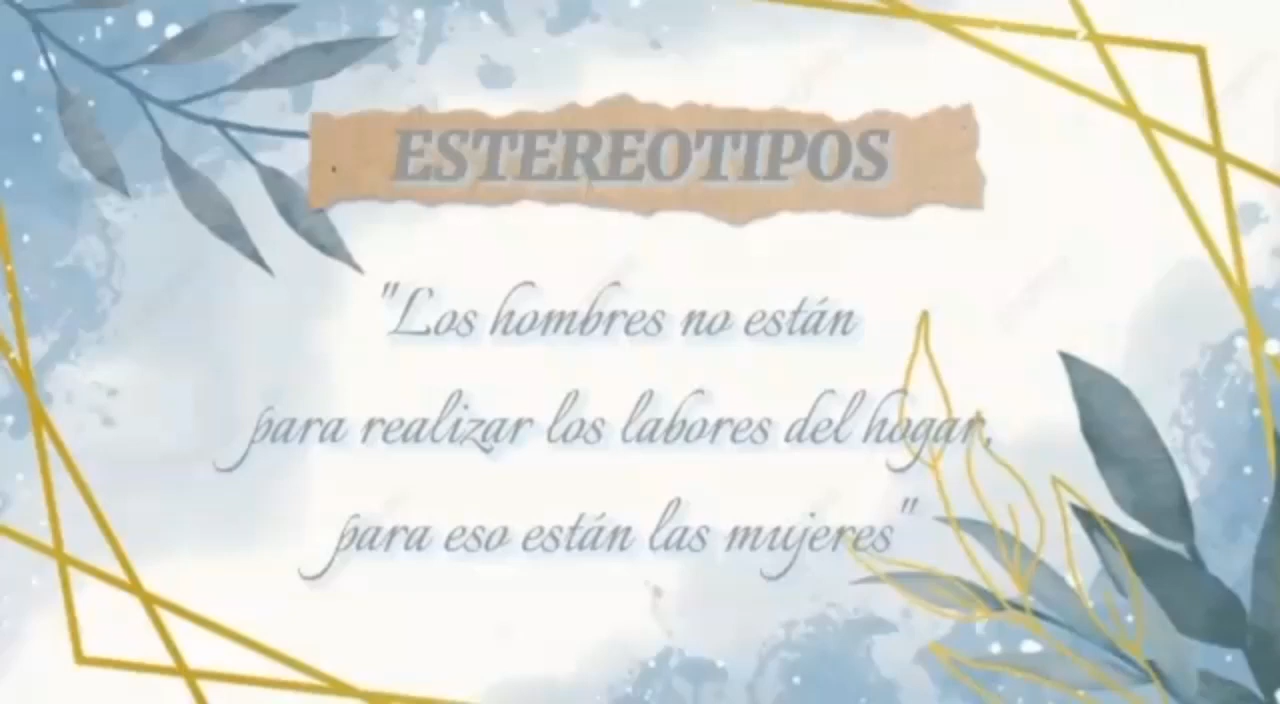 ESTEREOTIPOS
"Los hombres no están
para realizar los labores del hogar,
para eso están las mujeres"